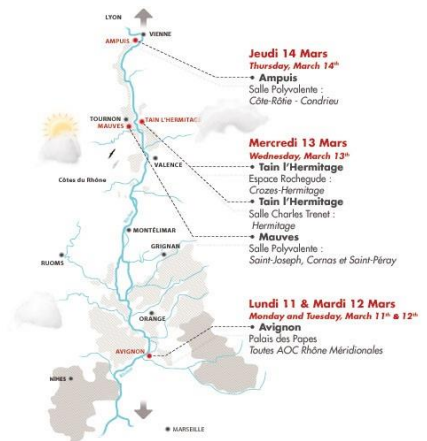 LYON
VIENNE
AMPUIS
Jeudi 14 Mars
Thursday, March 14th
Ampuis
Salle Polyvalente :
Côte-Rôtie - Condrieu
TOURNON
MAUVES
TAIN L'HERMITAGE
VALENCE
Côtes du Rhône
Mercredi 13 Mars
Wednesday, March 13th
Tain l'Hermitage
Espace Rochegude :
Crozes-Hermitage
Tain l'Hermitage
Salle Charles Trenet :
Hermitage
Mauves
Salle Polyvalente :
Saint-Joseph, Cornas et Saint-Péray
MONTÉLIMAR
GRIGNAN
RUOMS
ORANGE
AVIGNON
Lundi 11 & Mardi 12 Mars
Monday and Tuesday, March 11th & 12th
Avignon
Palais des Papes
Toutes AOC Rhône Méridionales
NÎMES
MARSEILLE